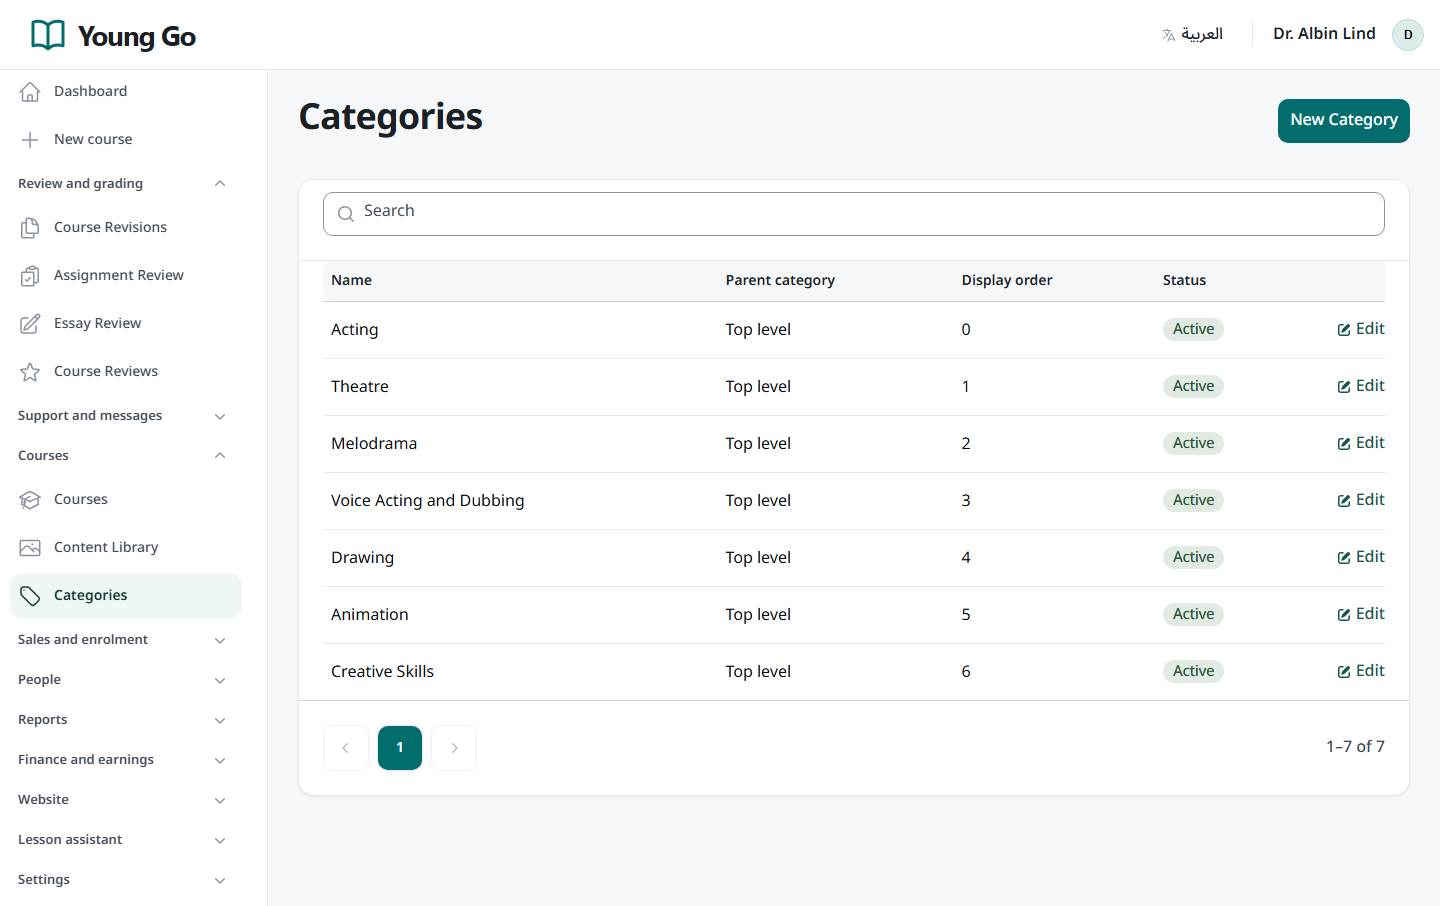 Young Go
العربية
Dr. Albin Lind
D
Dashboard
New course
Review and grading
Course Revisions
Assignment Review
Essay Review
Course Reviews
Support and messages
Courses
Courses
Content Library
Categories
Sales and enrolment
People
Reports
Finance and earnings
Website
Lesson assistant
Settings
Categories
New Category
Search
Name Parent category Display order Status
Acting Top level 0 Active Edit
Theatre Top level 1 Active Edit
Melodrama Top level 2 Active Edit
Voice Acting and Dubbing Top level 3 Active Edit
Drawing Top level 4 Active Edit
Animation Top level 5 Active Edit
Creative Skills Top level 6 Active Edit
1
1–7 of 7